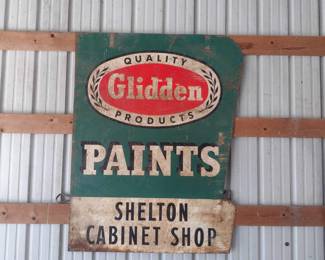 QUALITY
Glidden
PRODUCTS
PAINTS
SHELTON
CABINET SHOP